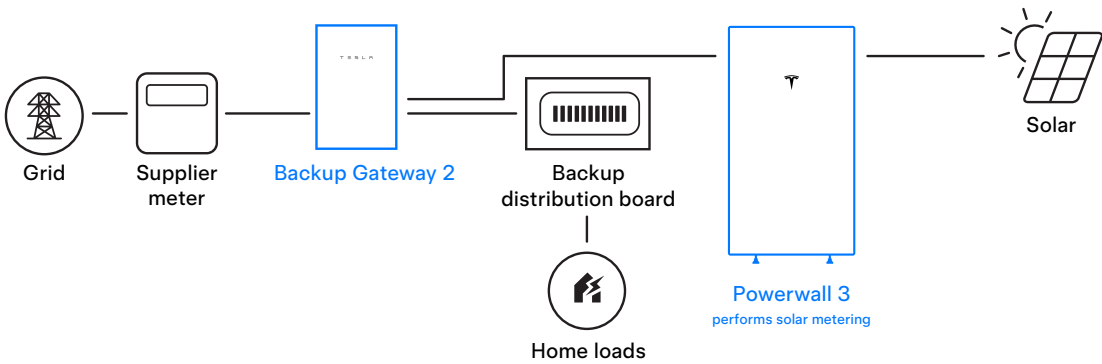 TESLA
Grid
Supplier
meter
Backup Gateway 2
Backup
distribution board
Home loads
Powerwall 3
performs solar metering
Solar